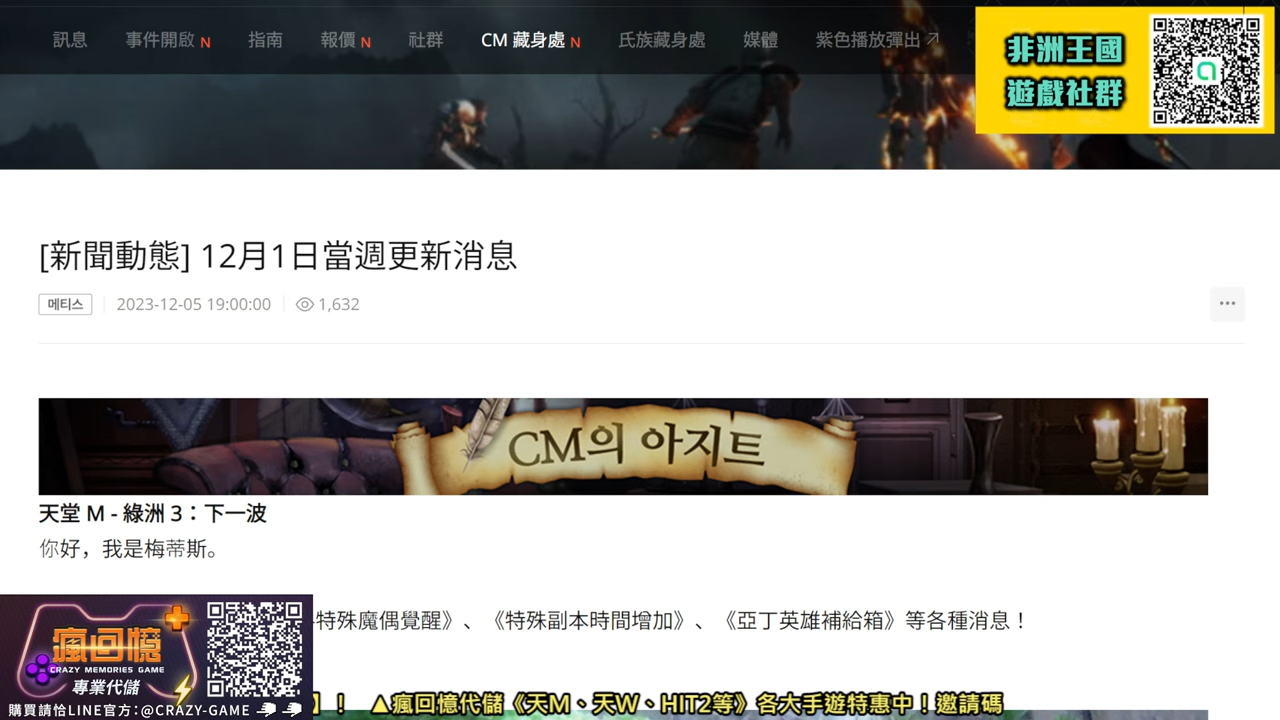 訊息 事件開啟 N 指南 報價 N 社群 CM 藏身處 N 氏族藏身處 媒體 紫色播放彈出
非洲王國
遊戲社群
[新聞動態] 12月1日當週更新消息
메티스 2023-12-05 19:00:00 1,632
CM의 아지트
天堂 M - 綠洲 3：下一波
你好，我是梅蒂斯。
特殊魔偶覺醒》、《特殊副本時間增加》、《亞丁英雄補給箱》等各種消息！
瘋回憶
CRAZY MEMORIES GAME
專業代儲
購買請恰LINE官方:@CRAZY-GAME
】！ ▲瘋回憶代儲《天M、天W、HIT2等》各大手遊特惠中！邀請碼